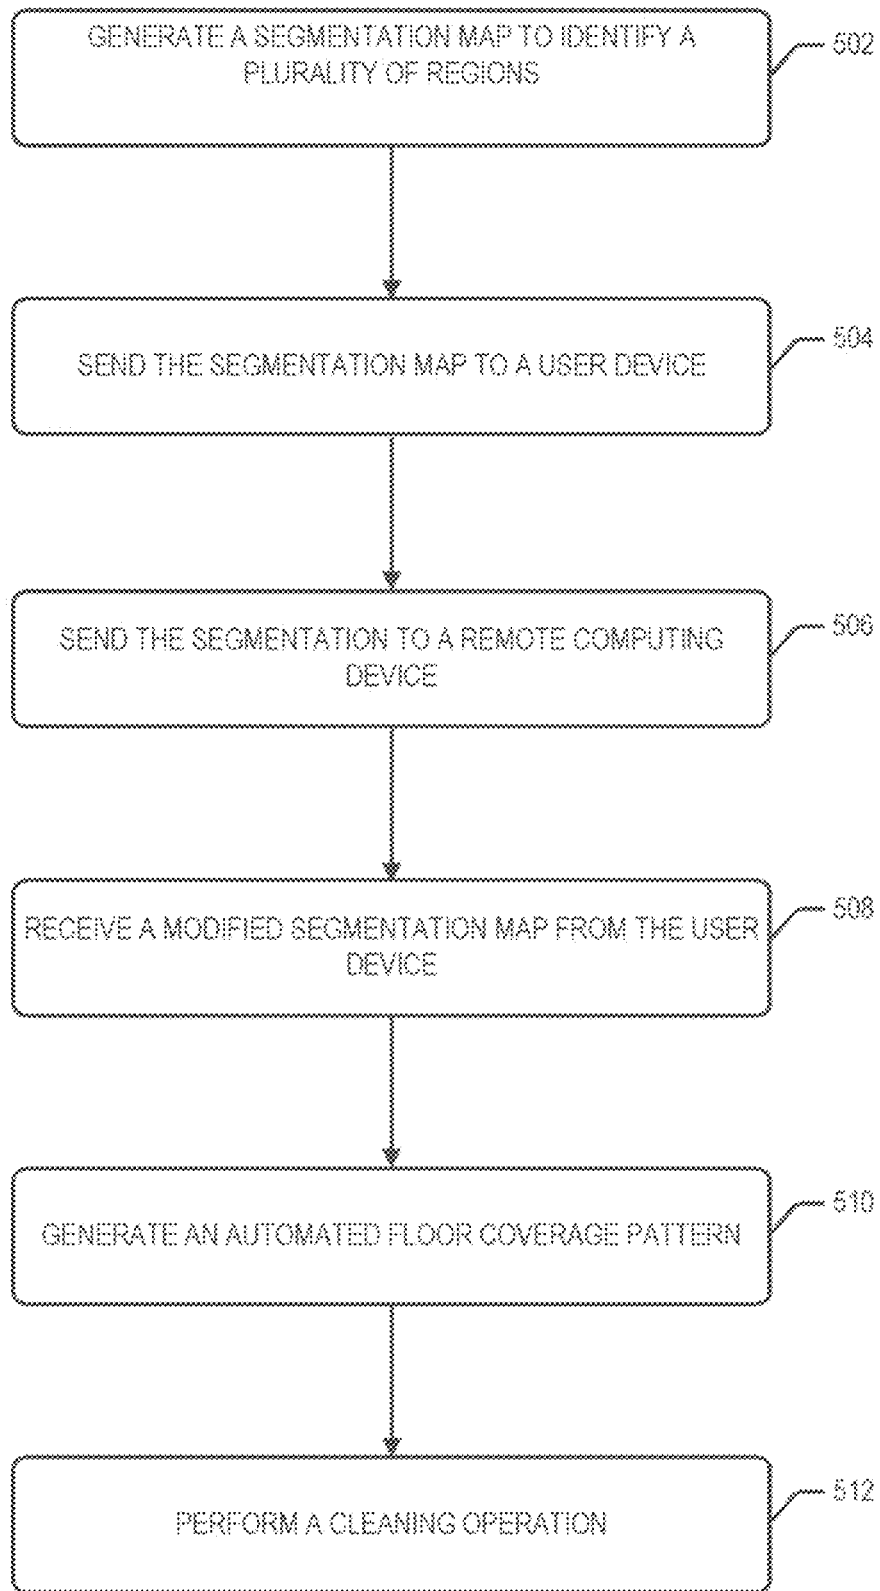 GENERATE A SEGMENTATION MAP TO IDENTIFY A
PLURALITY OF REGIONS
502
SEND THE SEGMENTATION MAP TO A USER DEVICE
504
SEND THE SEGMENTATION TO A REMOTE COMPUTING
DEVICE
506
RECEIVE A MODIFIED SEGMENTATION MAP FROM THE USER
DEVICE
508
GENERATE AN AUTOMATED FLOOR COVERAGE PATTERN
510
PERFORM A CLEANING OPERATION
512